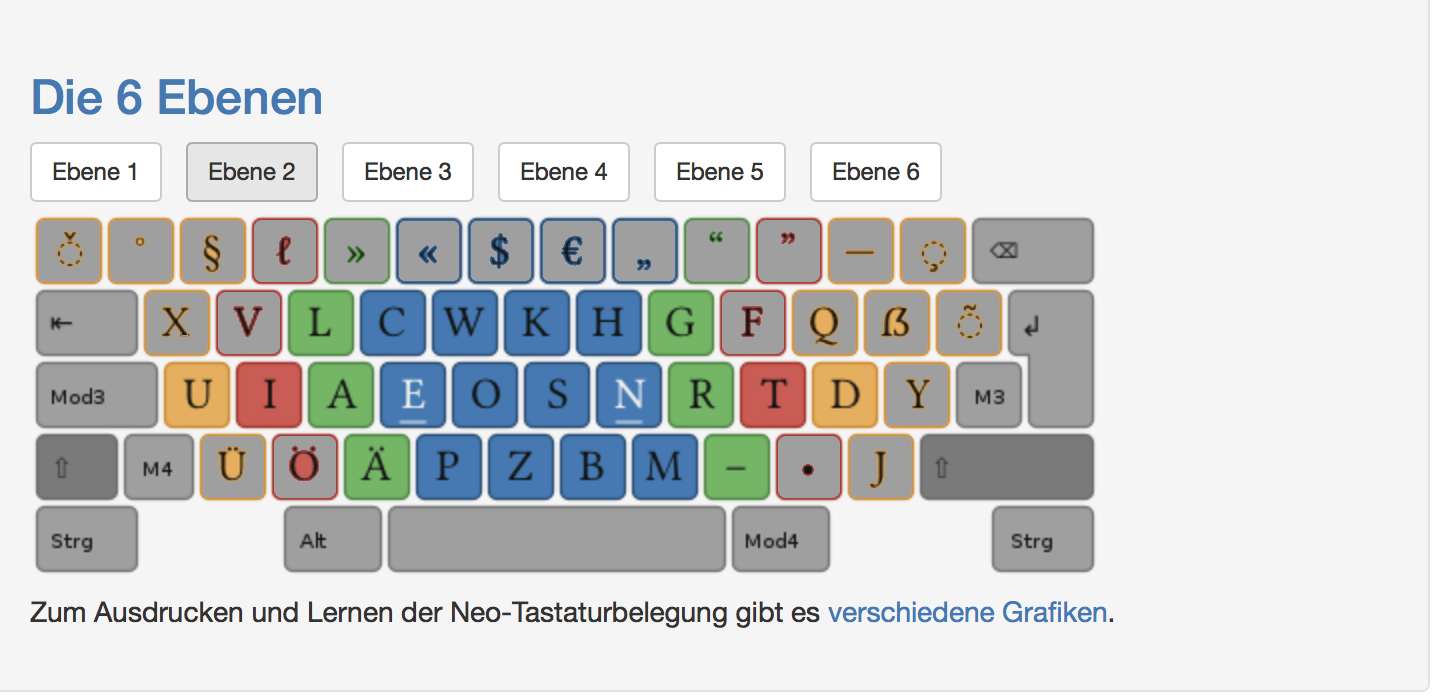 Die 6 Ebenen
Ebene 1 Ebene 2 Ebene 3 Ebene 4 Ebene 5 Ebene 6
◌̌ ° § ℓ » « $ € „ “ ” — ◌̧ ⌫
⇤ X V L C W K H G F Q ẞ ◌̃ ↲
Mod3 U I A E O S N R T D Y M3
⇧ M4 Ü Ö Ä P Z B M – • J ⇧
Strg Alt Mod4 Strg
Zum Ausdrucken und Lernen der Neo-Tastaturbelegung gibt es verschiedene Grafiken.